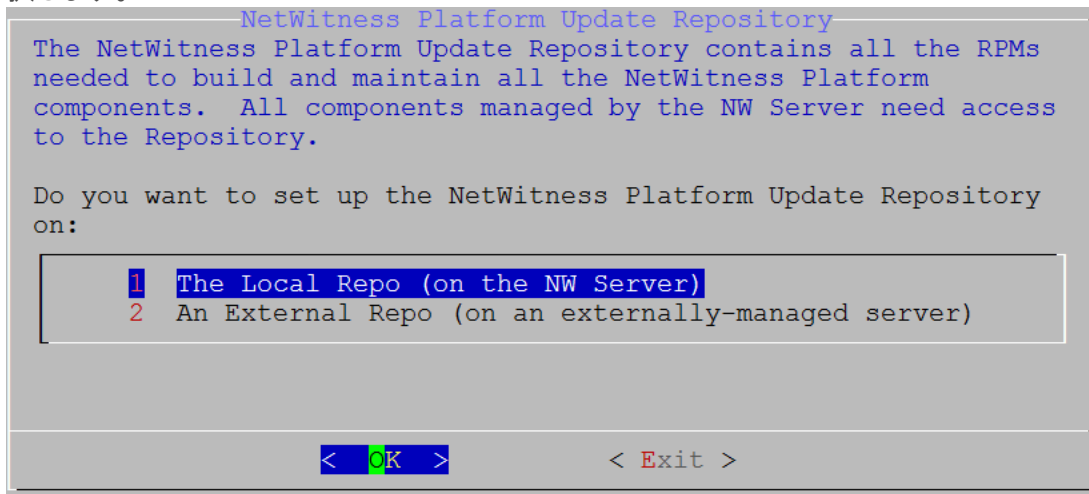 NetWitness Platform Update Repository
The NetWitness Platform Update Repository contains all the RPMs
needed to build and maintain all the NetWitness Platform
components.  All components managed by the NW Server need access
to the Repository.
Do you want to set up the NetWitness Platform Update Repository
on:
1 The Local Repo (on the NW Server)
2 An External Repo (on an externally-managed server)
< OK > < Exit >